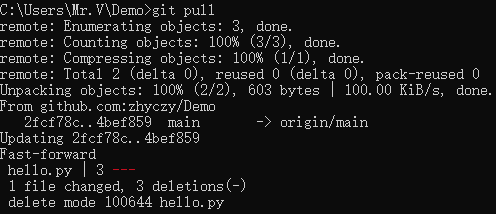 C:\Users\Mr.V\Demo>git pull
remote: Enumerating objects: 3, done.
remote: Counting objects: 100% (3/3), done.
remote: Compressing objects: 100% (1/1), done.
remote: Total 2 (delta 0), reused 0 (delta 0), pack-reused 0
Unpacking objects: 100% (2/2), 603 bytes | 100.00 KiB/s, done.
From github.com:zhyczy/Demo
   2fcf78c..4bef859  main       -> origin/main
Updating 2fcf78c..4bef859
Fast-forward
 hello.py | 3 ---
 1 file changed, 3 deletions(-)
 delete mode 100644 hello.py